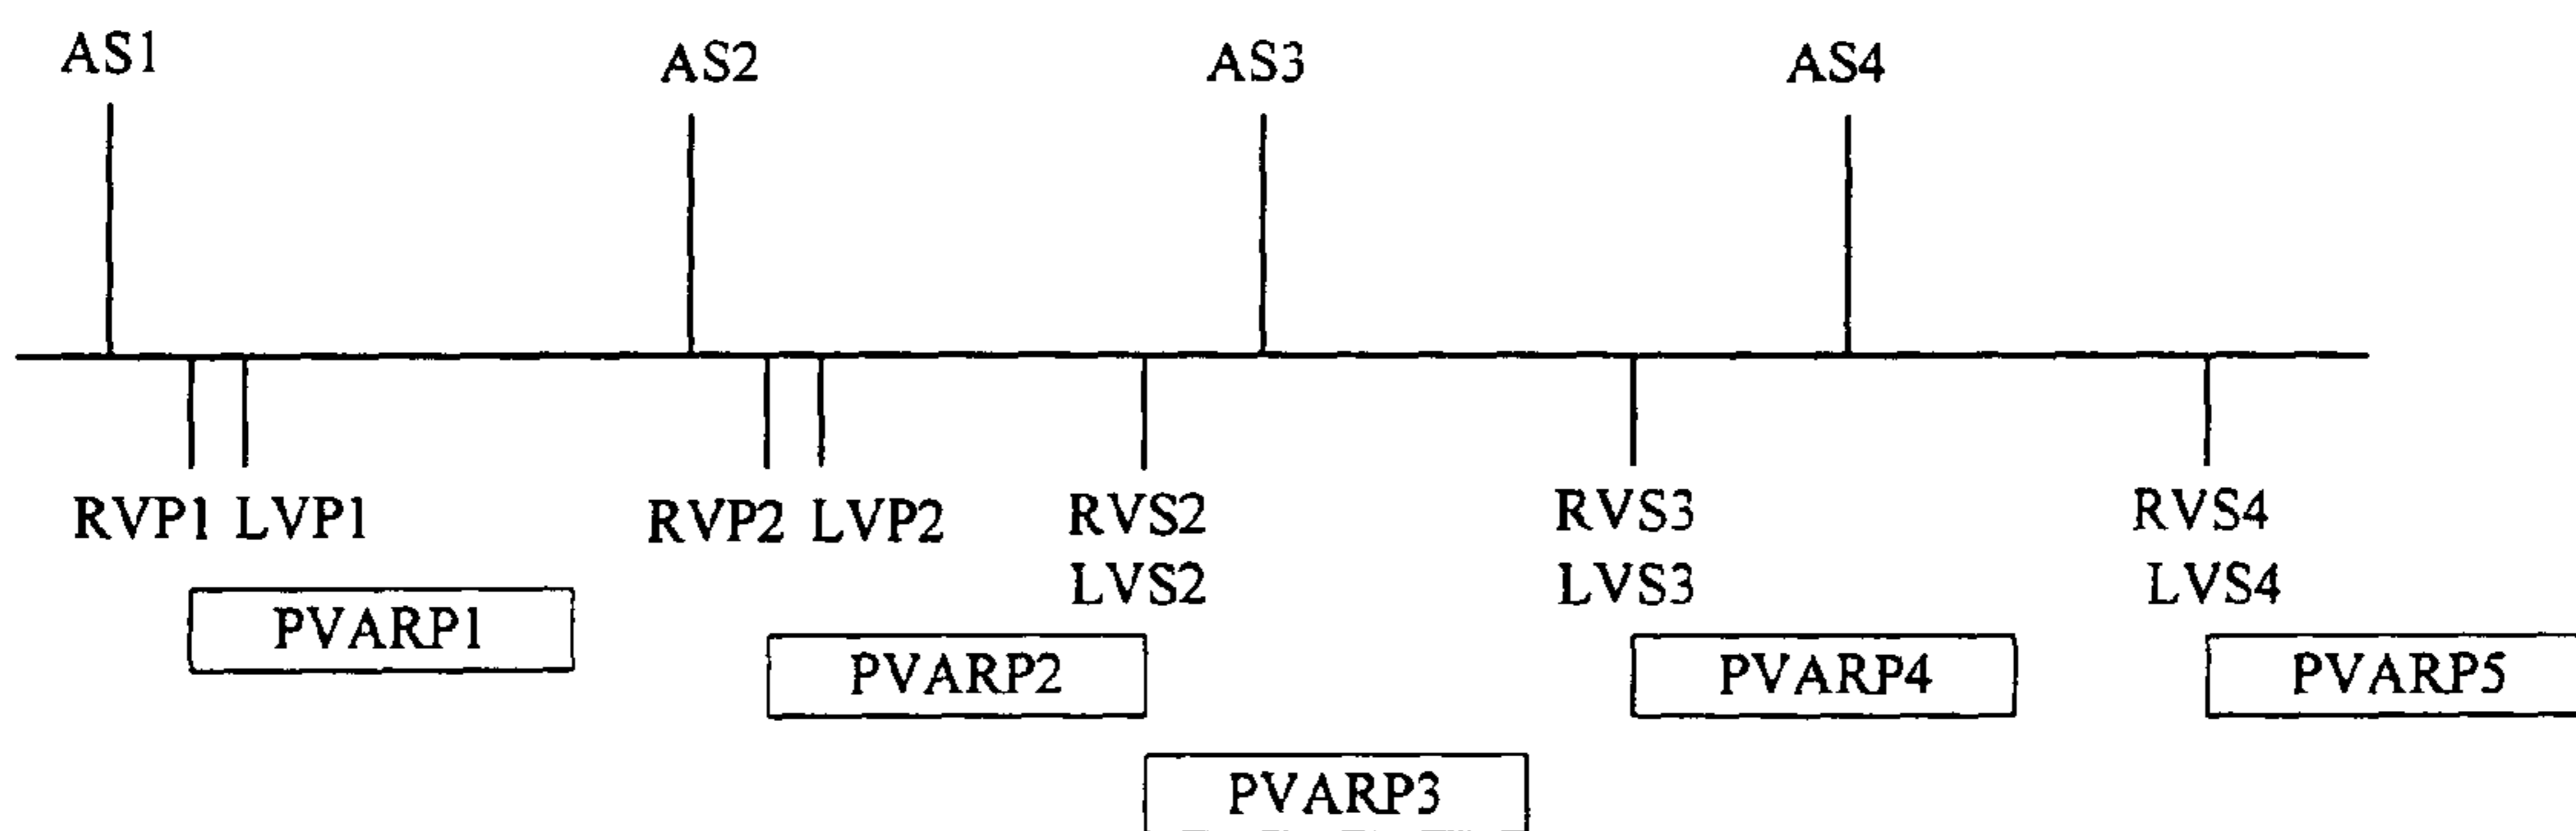 AS1 AS2 AS3 AS4
RVP1 LVP1 RVP2 LVP2 RVS2 RVS3 RVS4
LVS2 LVS3 LVS4
PVARP1
PVARP2 PVARP4 PVARP5
PVARP3